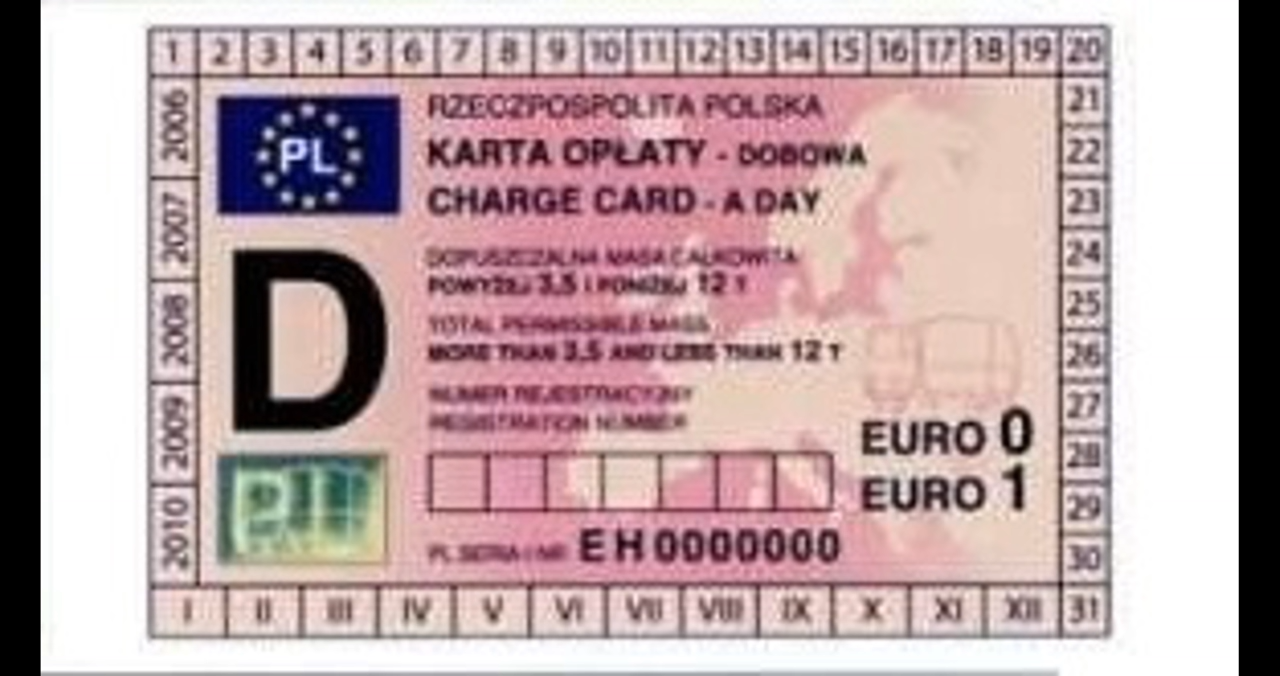 1 2 3 4 5 6 7 8 9 10 11 12 13 14 15 16 17 18 19 20
21
22
23
24
25
26
27
28
29
30
31
2006
2007
2008
2009
2010
PL
RZECZPOSPOLITA POLSKA
KARTA OPŁATY - DOBOWA
CHARGE CARD - A DAY
D
DOPUSZCZALNA MASA CAŁKOWITA
POWYŻEJ 3,5 I PONIŻEJ 12 T
TOTAL PERMISSIBLE MASS
MORE THAN 3,5 AND LESS THAN 12 T
NUMER REJESTRACYJNY
REGISTRATION NUMBER
EURO 0
EURO 1
PL SERIA I NR EH 0000000
I II III IV V VI VII VIII IX X XI XII